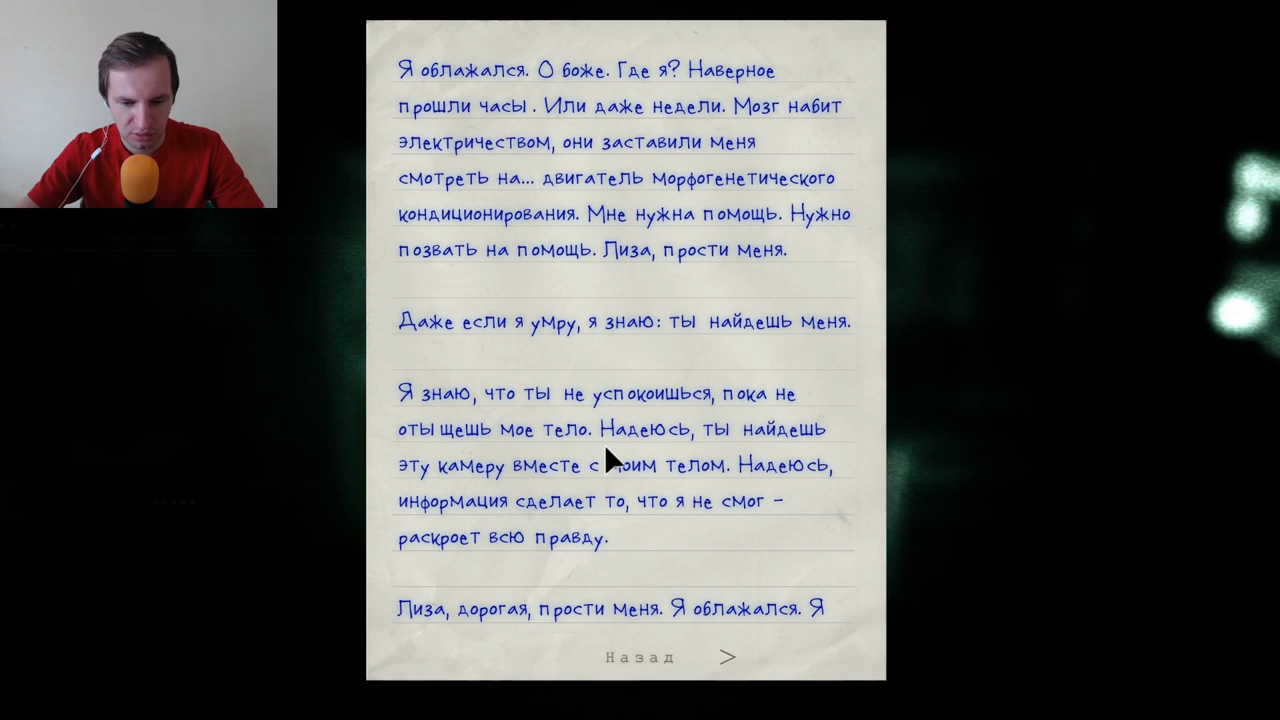 Я облажался. О боже. Где я? Наверное
прошли часы. Или даже недели. Мозг набит
электричеством, они заставили меня
смотреть на... двигатель морфогенетического
кондиционирования. Мне нужна помощь. Нужно
позвать на помощь. Лиза, прости меня.
Даже если я умру, я знаю: ты найдешь меня.
Я знаю, что ты не успокоишься, пока не
отыщешь мое тело. Надеюсь, ты найдешь
эту камеру вместе с моим телом. Надеюсь,
информация сделает то, что я не смог –
раскроет всю правду.
Лиза, дорогая, прости меня. Я облажался. Я
Назад >